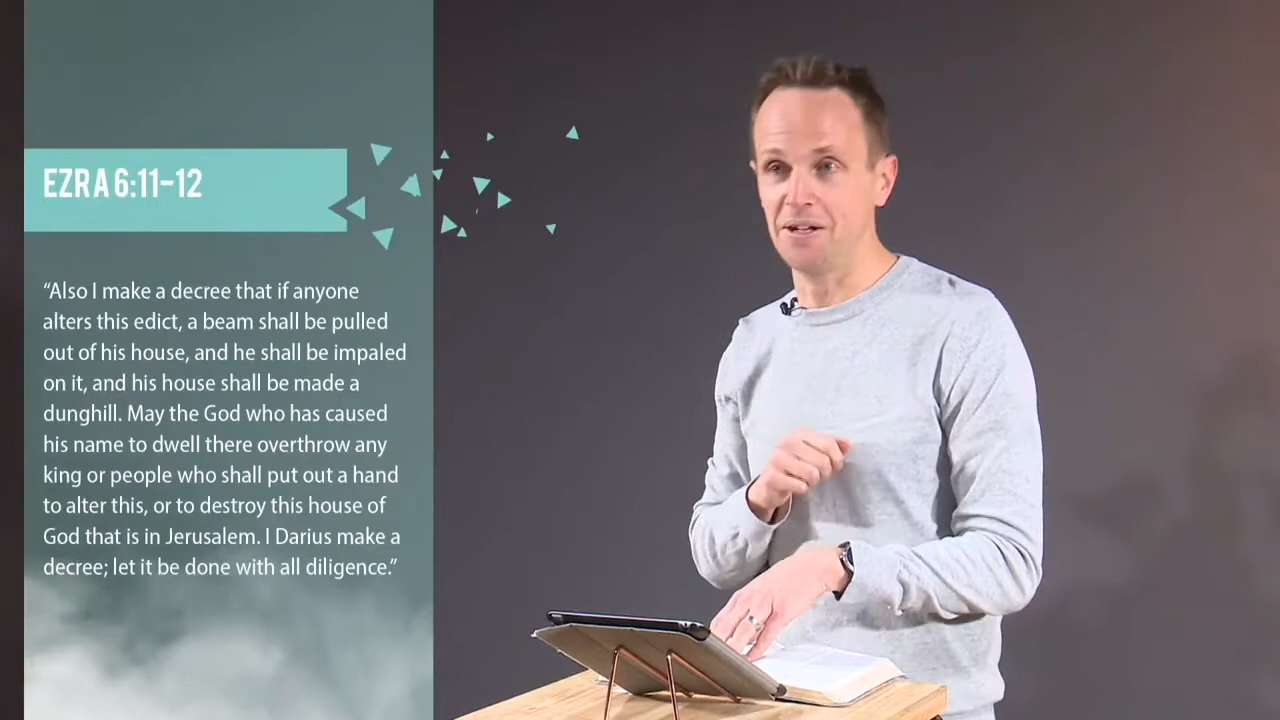 EZRA 6:11–12
“Also I make a decree that if anyone
alters this edict, a beam shall be pulled
out of his house, and he shall be impaled
on it, and his house shall be made a
dunghill. May the God who has caused
his name to dwell there overthrow any
king or people who shall put out a hand
to alter this, or to destroy this house of
God that is in Jerusalem. I Darius make a
decree; let it be done with all diligence.”